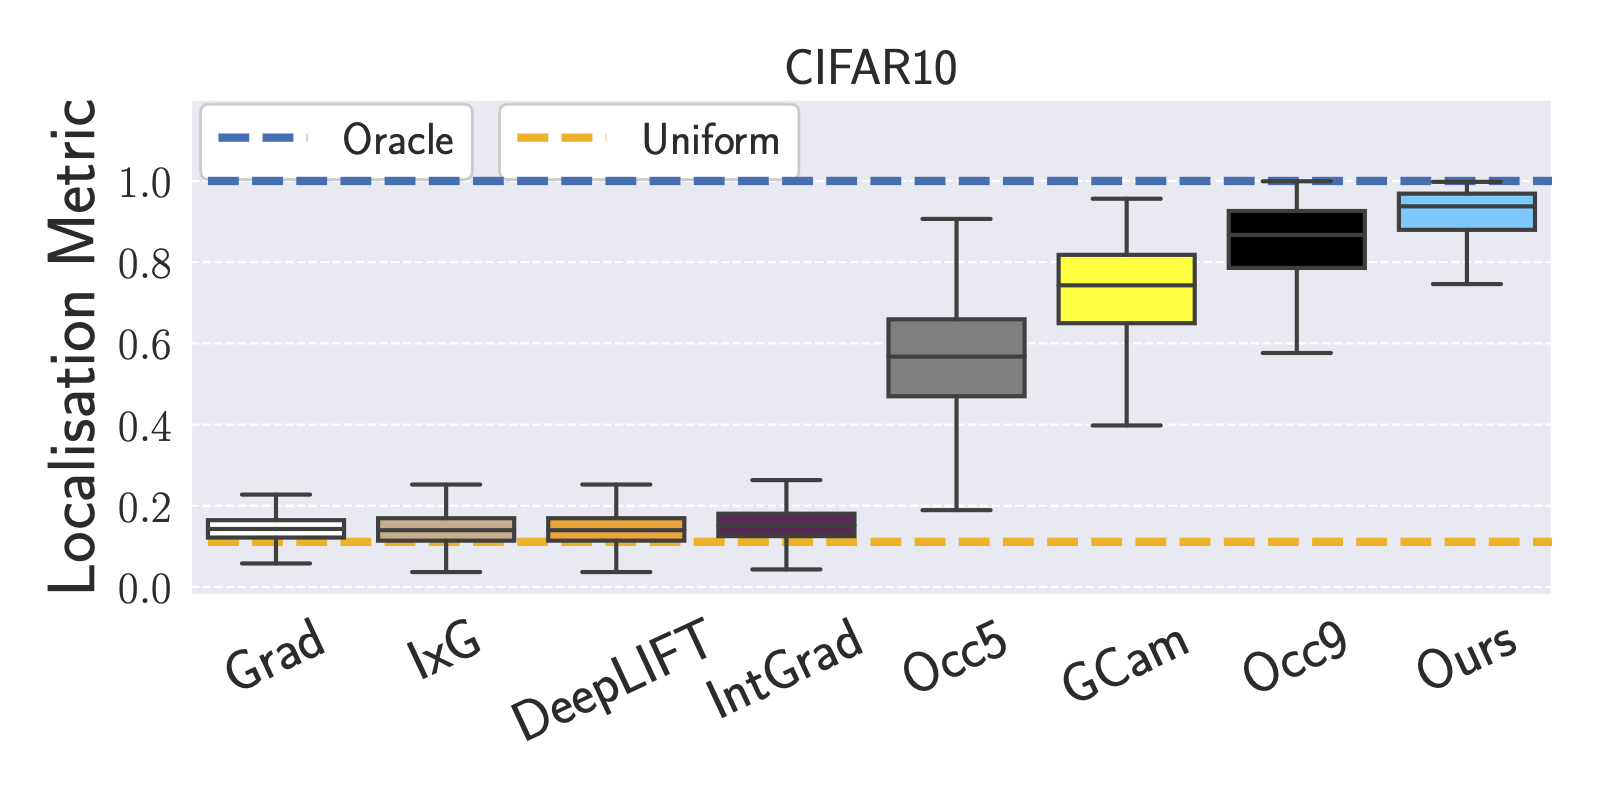 CIFAR10
Oracle
Uniform
Localisation Metric
1.0
0.8
0.6
0.4
0.2
0.0
Grad
IxG
DeepLIFT
IntGrad
Occ5
GCam
Occ9
Ours